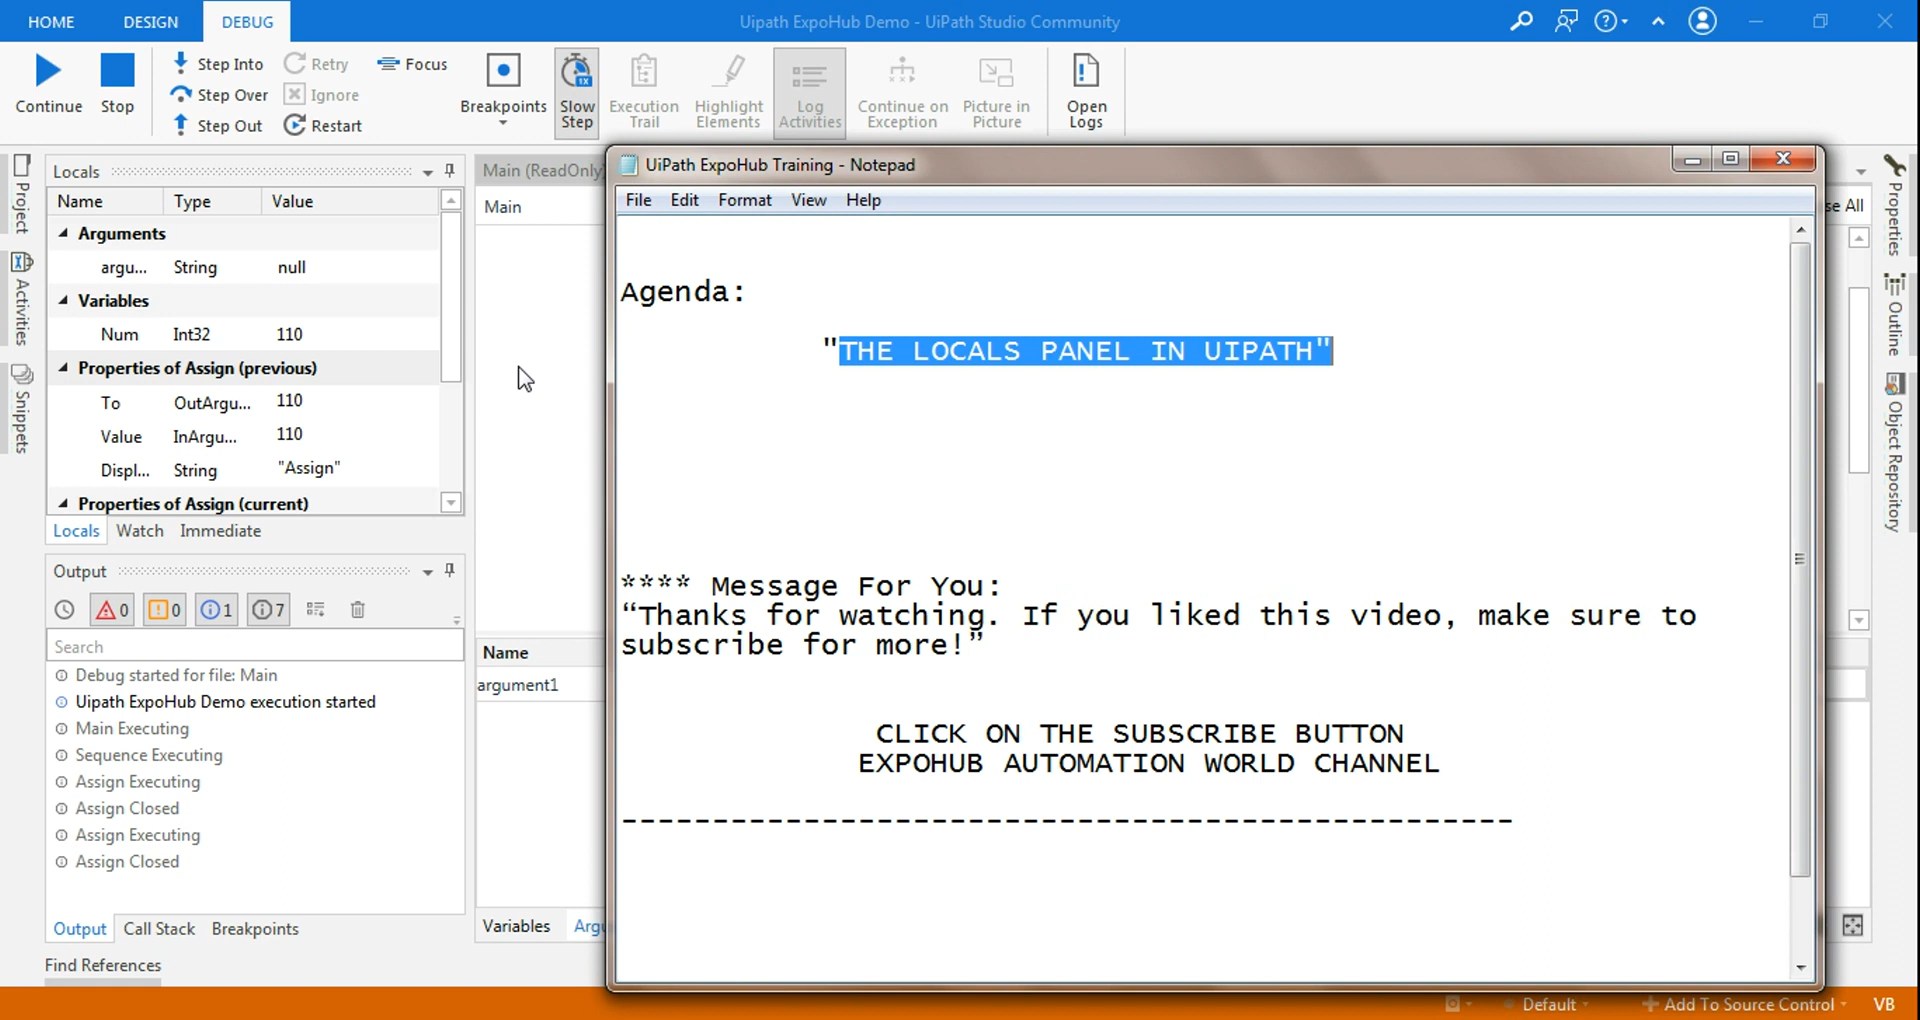 HOME DESIGN DEBUG Uipath ExpoHub Demo - UiPath Studio Community
Continue Stop
Step Into Retry Focus
Step Over Ignore
Step Out Restart
Breakpoints
Slow Step
Execution Trail
Highlight Elements
Log Activities
Continue on Exception
Picture in Picture
Open Logs
Project
Activities
Snippets
Locals
Name Type Value
Arguments
argu... String null
Variables
Num Int32 110
Properties of Assign (previous)
To OutArgu... 110
Value InArgu... 110
Displ... String "Assign"
Properties of Assign (current)
Locals Watch Immediate
Output
0 0 1 7
Search
Debug started for file: Main
Uipath ExpoHub Demo execution started
Main Executing
Sequence Executing
Assign Executing
Assign Closed
Assign Executing
Assign Closed
Output Call Stack Breakpoints
Find References
Main (ReadOnly)
Main
Name
argument1
Variables Argu
UiPath ExpoHub Training - Notepad
File Edit Format View Help
Agenda:
"THE LOCALS PANEL IN UIPATH"
**** Message For You:
“Thanks for watching. If you liked this video, make sure to
subscribe for more!”
CLICK ON THE SUBSCRIBE BUTTON
EXPOHUB AUTOMATION WORLD CHANNEL
-------------------------------------------------
se All
Properties
Outline
Object Repository
Default Add To Source Control VB